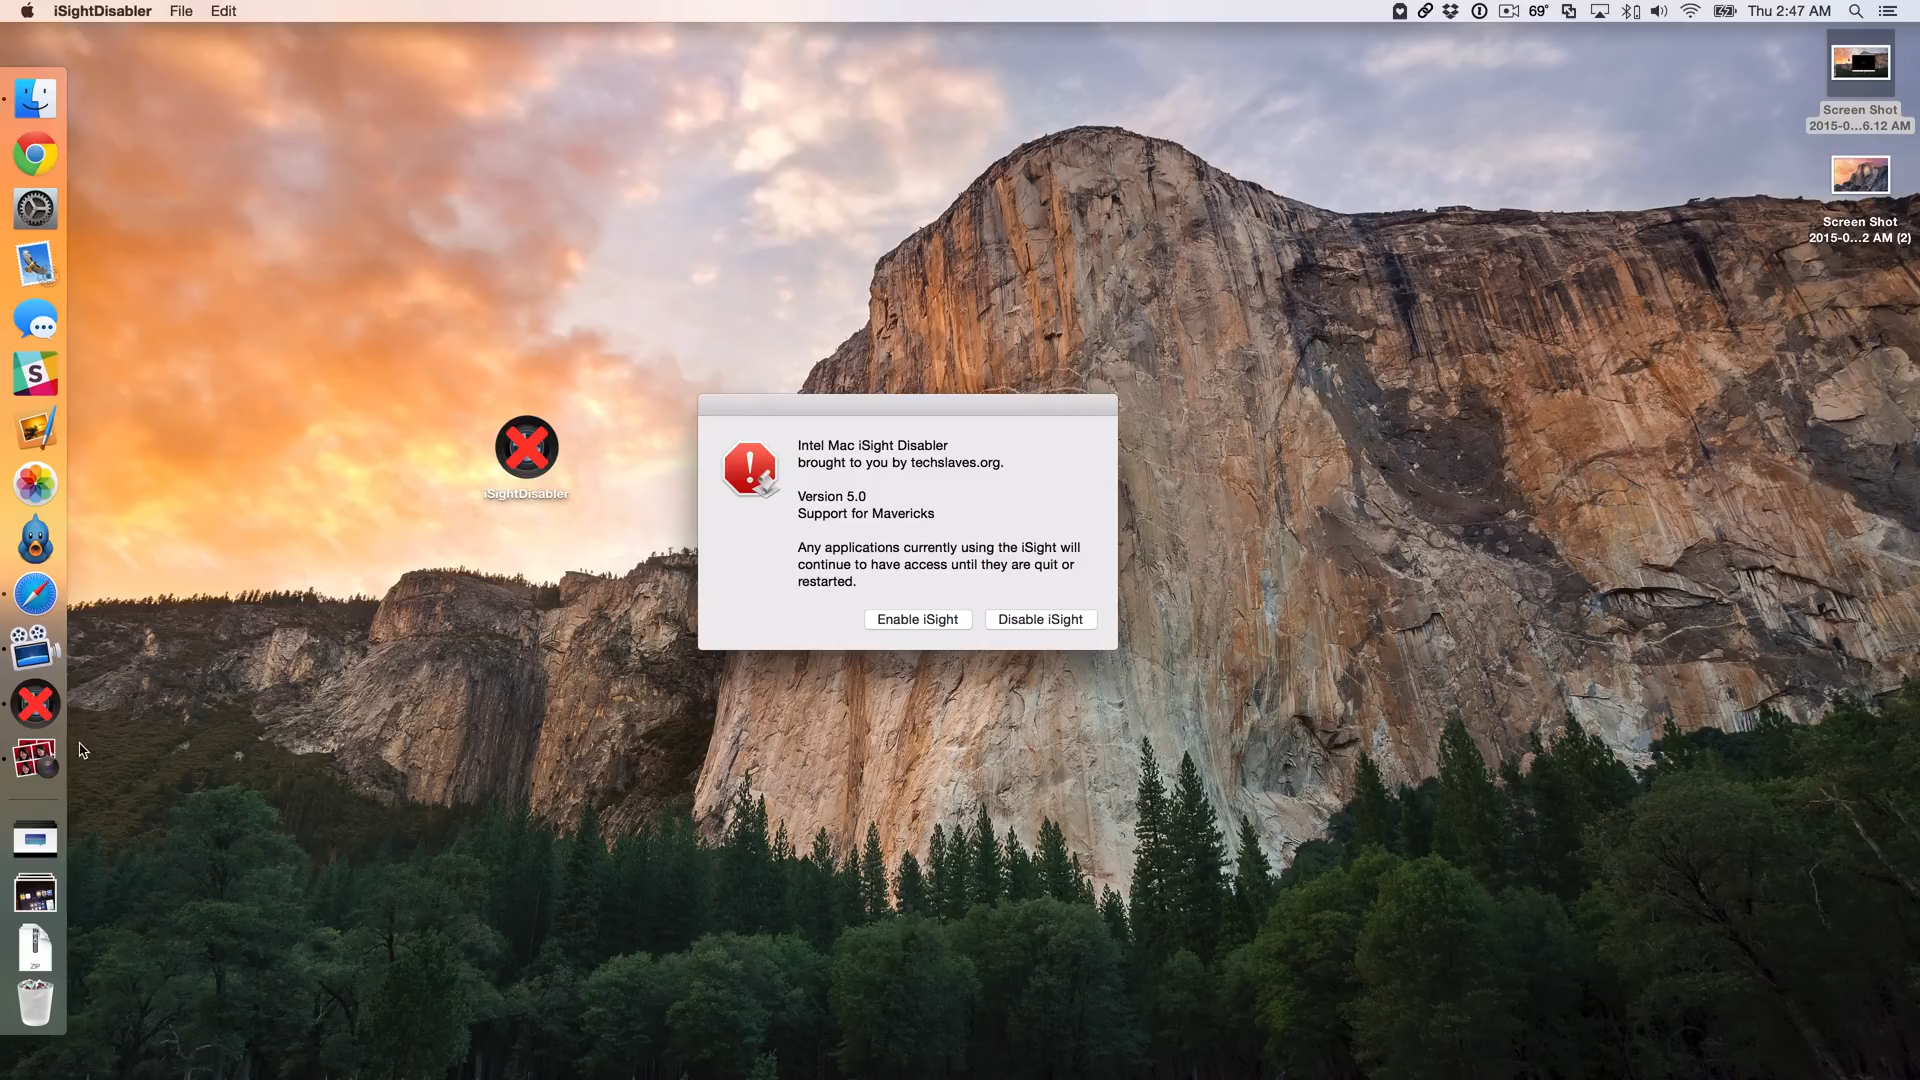 iSightDisabler File Edit
69° Thu 2:47 AM
Screen Shot
2015-0...6.12 AM
Screen Shot
2015-0...2 AM (2)
iSightDisabler
Intel Mac iSight Disabler
brought to you by techslaves.org.
Version 5.0
Support for Mavericks
Any applications currently using the iSight will
continue to have access until they are quit or
restarted.
Enable iSight Disable iSight
S
ZIP